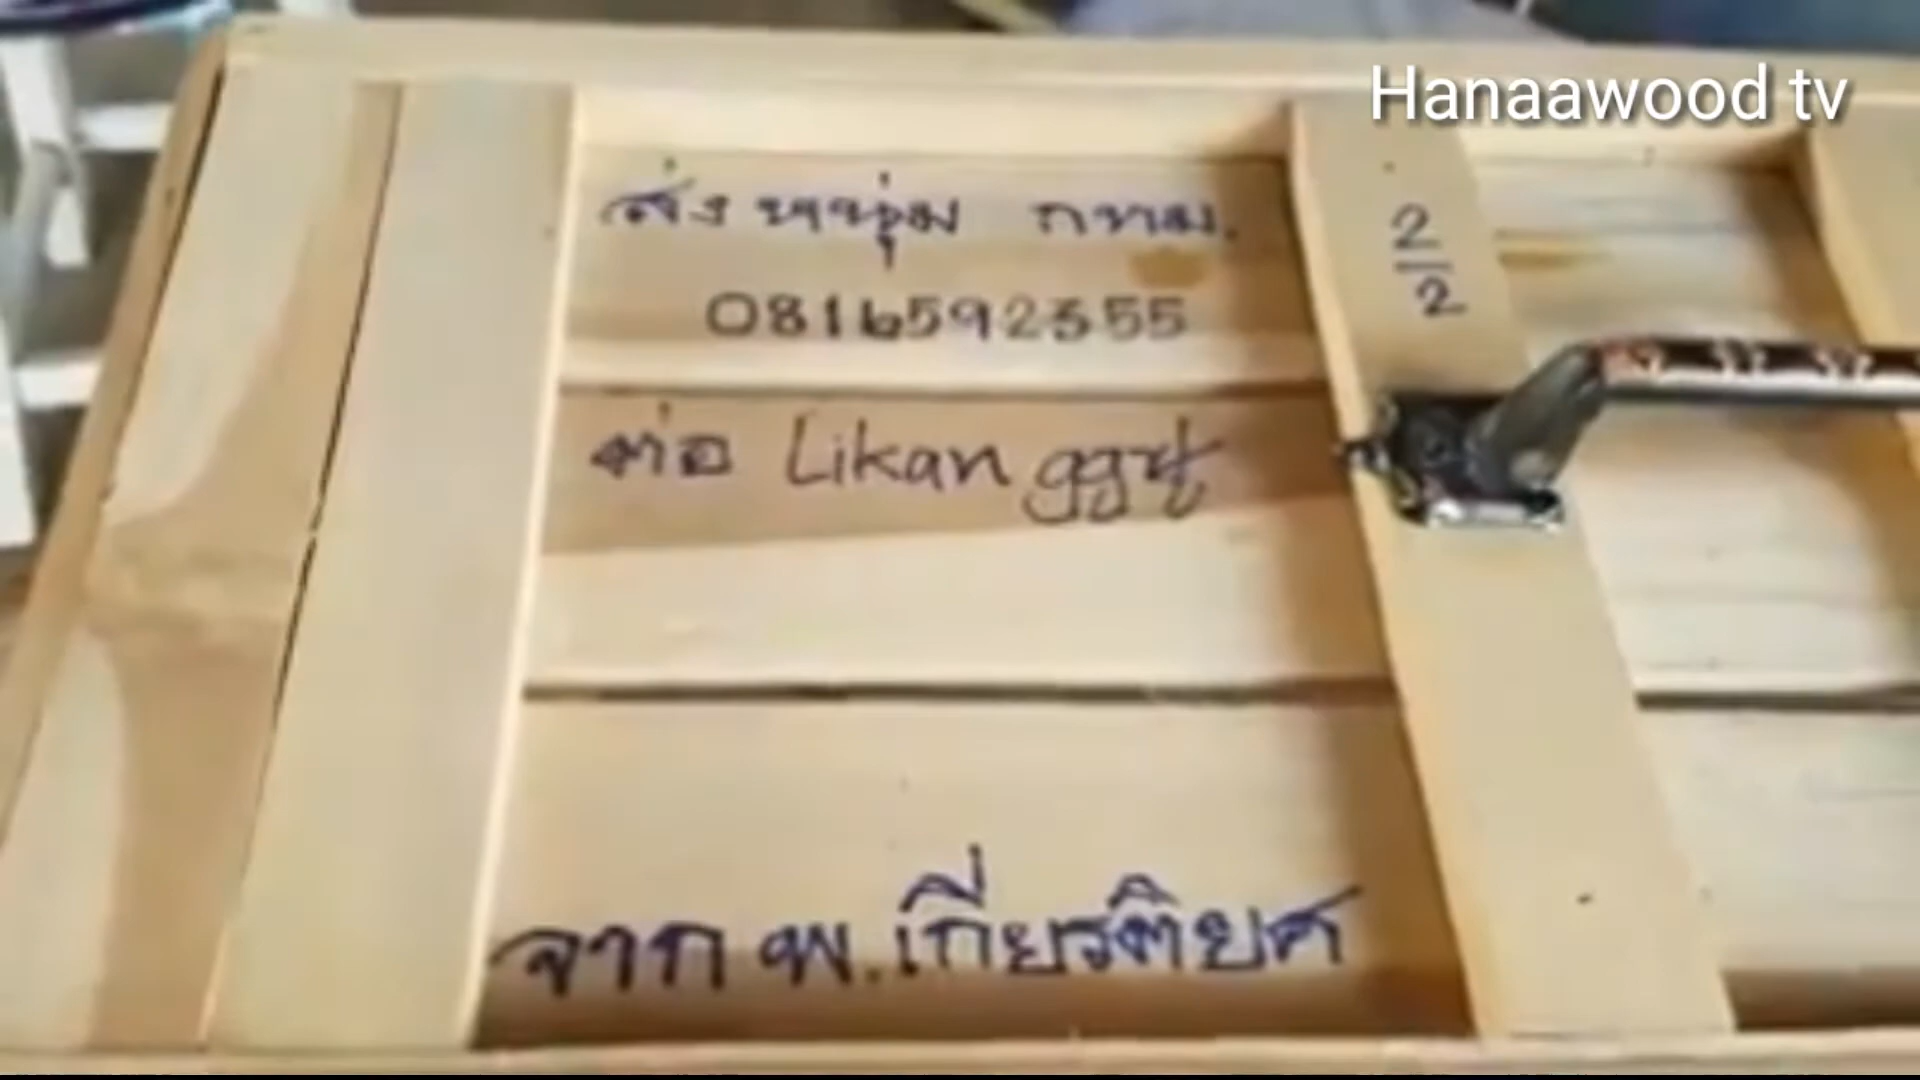 Hanaawood tv
ส่ง หนุ่ม กทม.
2/2
0816592355
ต่อ Likan
จาก พ.เกียรติยศ